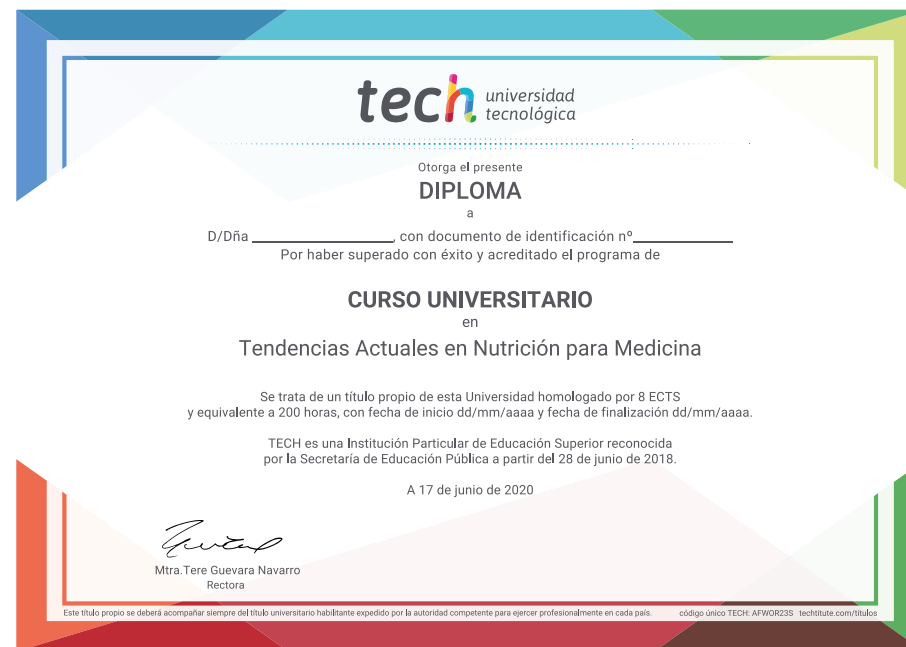 tech universidad
tecnológica
Otorga el presente
DIPLOMA
a
D/Dña ____________________, con documento de identificación nº______________
Por haber superado con éxito y acreditado el programa de
CURSO UNIVERSITARIO
en
Tendencias Actuales en Nutrición para Medicina
Se trata de un título propio de esta Universidad homologado por 8 ECTS
y equivalente a 200 horas, con fecha de inicio dd/mm/aaaa y fecha de finalización dd/mm/aaaa.
TECH es una Institución Particular de Educación Superior reconocida
por la Secretaría de Educación Pública a partir del 28 de junio de 2018.
A 17 de junio de 2020
Mtra.Tere Guevara Navarro
Rectora
Este título propio se deberá acompañar siempre del título universitario habilitante expedido por la autoridad competente para ejercer profesionalmente en cada país. código único TECH: AFWOR23S techtitute.com/titulos